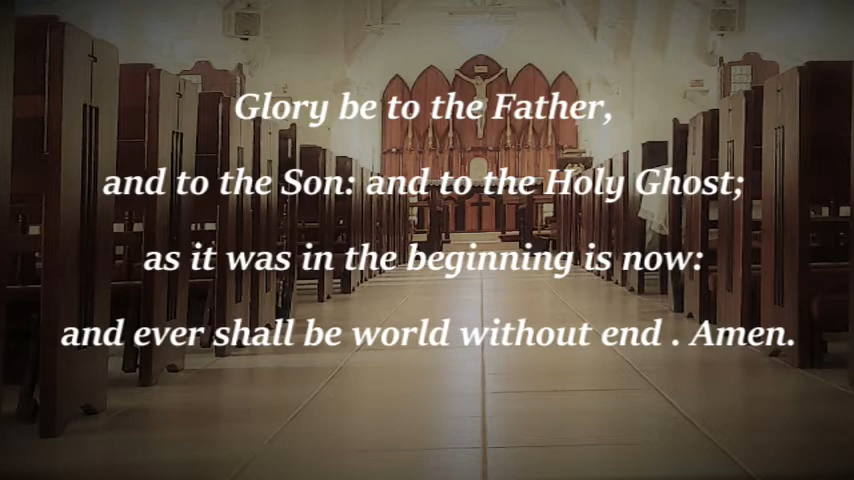 Glory be to the Father,
and to the Son: and to the Holy Ghost;
as it was in the beginning is now:
and ever shall be world without end . Amen.